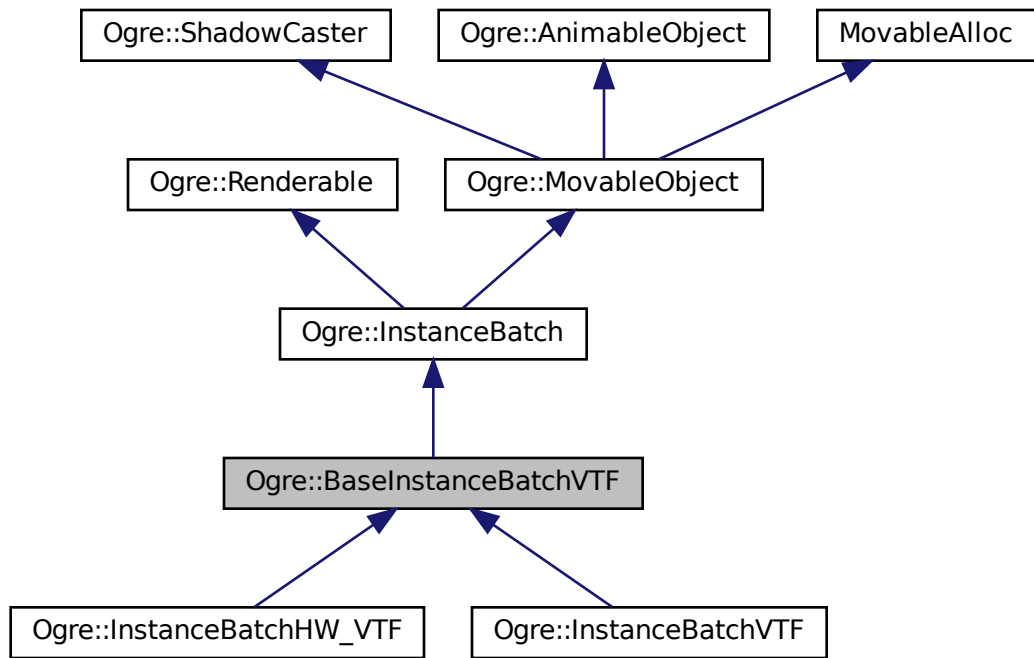 Ogre::ShadowCaster
Ogre::AnimableObject
MovableAlloc
Ogre::Renderable
Ogre::MovableObject
Ogre::InstanceBatch
Ogre::BaseInstanceBatchVTF
Ogre::InstanceBatchHW_VTF
Ogre::InstanceBatchVTF